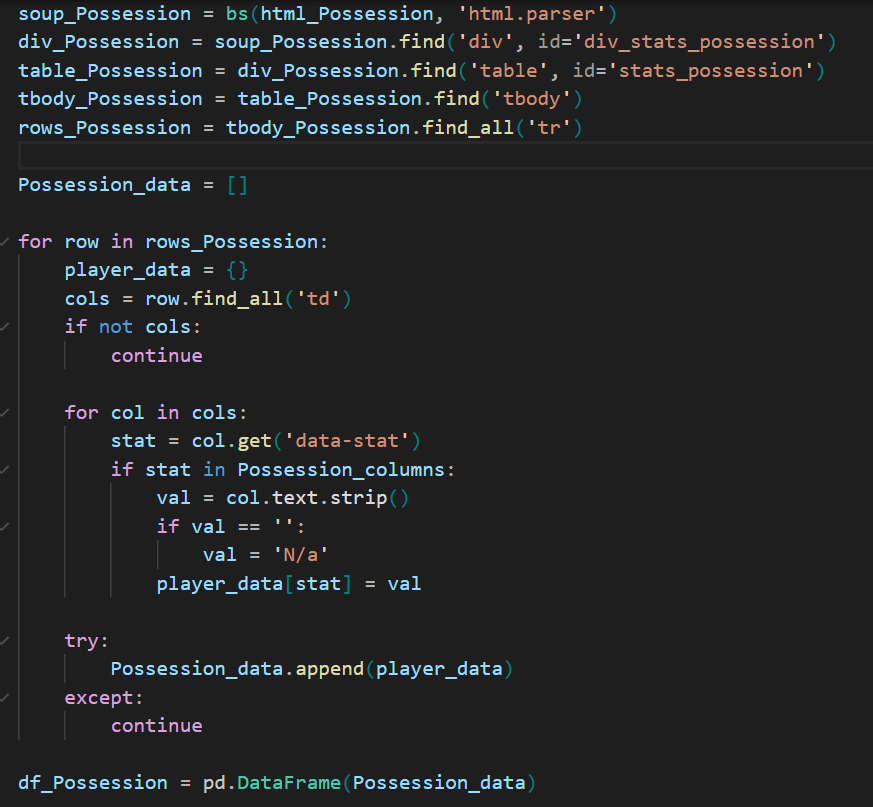 soup_Possession = bs(html_Possession, 'html.parser')
div_Possession = soup_Possession.find('div', id='div_stats_possession')
table_Possession = div_Possession.find('table', id='stats_possession')
tbody_Possession = table_Possession.find('tbody')
rows_Possession = tbody_Possession.find_all('tr')
Possession_data = []
for row in rows_Possession:
    player_data = {}
    cols = row.find_all('td')
    if not cols:
        continue
    for col in cols:
        stat = col.get('data-stat')
        if stat in Possession_columns:
            val = col.text.strip()
            if val == '':
                val = 'N/a'
            player_data[stat] = val
    try:
        Possession_data.append(player_data)
    except:
        continue
df_Possession = pd.DataFrame(Possession_data)